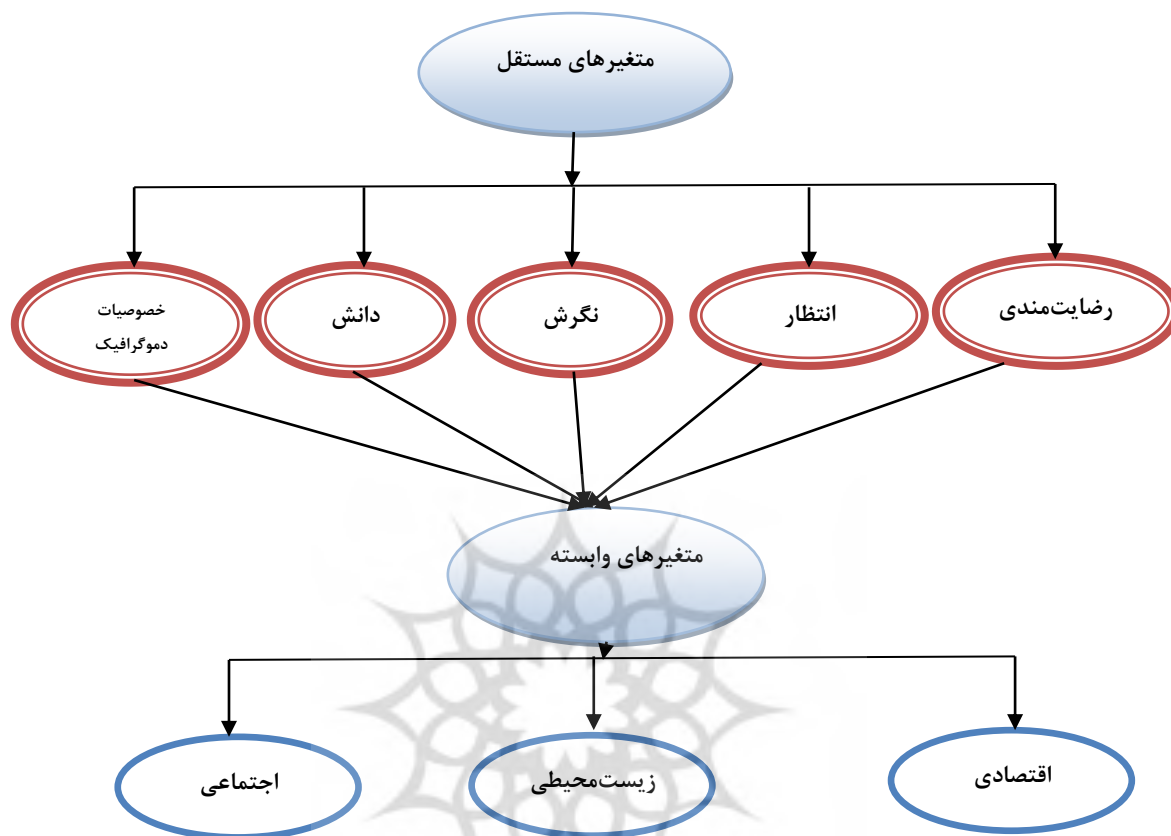 متغیرهای مستقل
رضایت‌مندی
انتظار
نگرش
دانش
خصوصیات
دموگرافیک
متغیرهای وابسته
اقتصادی
زیست‌محیطی
اجتماعی